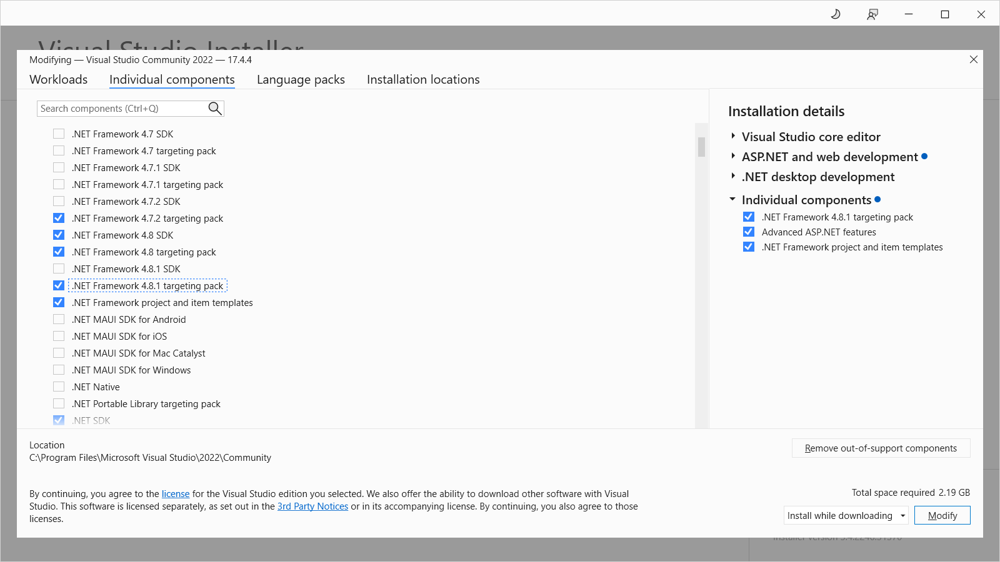 Visual Studio Installer
Modifying — Visual Studio Community 2022 — 17.4.4
Workloads
Individual components
Language packs
Installation locations
Search components (Ctrl+Q)
.NET Framework 4.7 SDK
.NET Framework 4.7 targeting pack
.NET Framework 4.7.1 SDK
.NET Framework 4.7.1 targeting pack
.NET Framework 4.7.2 SDK
.NET Framework 4.7.2 targeting pack
.NET Framework 4.8 SDK
.NET Framework 4.8 targeting pack
.NET Framework 4.8.1 SDK
.NET Framework 4.8.1 targeting pack
.NET Framework project and item templates
.NET MAUI SDK for Android
.NET MAUI SDK for iOS
.NET MAUI SDK for Mac Catalyst
.NET MAUI SDK for Windows
.NET Native
.NET Portable Library targeting pack
.NET SDK
Installation details
Visual Studio core editor
ASP.NET and web development
.NET desktop development
Individual components
.NET Framework 4.8.1 targeting pack
Advanced ASP.NET features
.NET Framework project and item templates
Location
C:\Program Files\Microsoft Visual Studio\2022\Community
Remove out-of-support components
By continuing, you agree to the license for the Visual Studio edition you selected. We also offer the ability to download other software with Visual
Studio. This software is licensed separately, as set out in the 3rd Party Notices or in its accompanying license. By continuing, you also agree to those
licenses.
Total space required 2.19 GB
Install while downloading
Modify